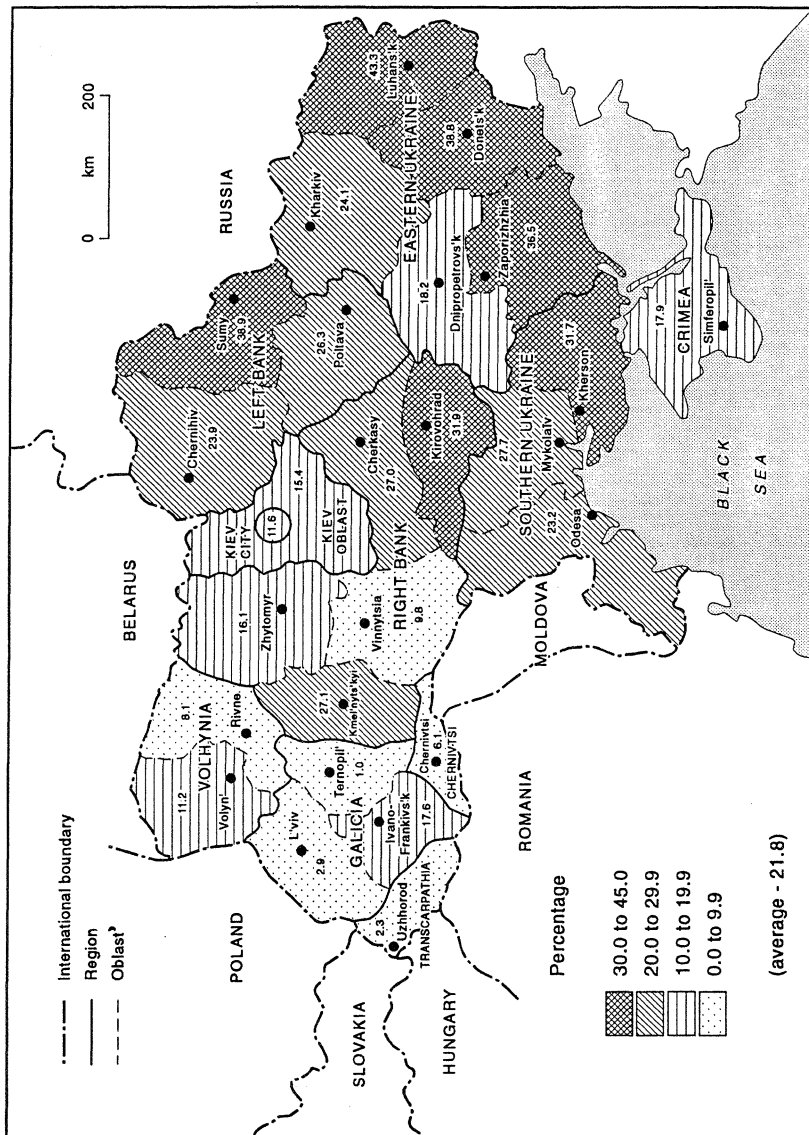 International boundary
Region
Oblast'
0 km 200
RUSSIA
BELARUS
POLAND
SLOVAKIA
HUNGARY
ROMANIA
MOLDOVA
BLACK
SEA
VOLHYNIA
11.2
Volyn'
8.1
Rivne
GALICIA
L'viv
2.9
Ternopil'
1.0
Ivano-
Frankivs'k
17.6
2.3
Uzhhorod
TRANSCARPATHIA
Chernivtsi
6.1
CHERNIVTSI
RIGHT BANK
16.1
Zhytomyr
27.1
Kmel'nyts'kyi
Vinnytsia
9.8
KIEV
CITY
11.6
15.4
KIEV
OBLAST
Cherkasy
27.0
Kirovohrad
31.9
LEFT BANK
Chernihiv
23.9
Sumy
38.9
26.3
Poltava
EASTERN UKRAINE
Kharkiv
24.1
43.3
Luhans'k
38.8
Donets'k
18.2
Dnipropetrovs'k
Zaporizhzhia
36.5
SOUTHERN UKRAINE
23.2
Odesa
27.7
Mykolaïv
Kherson
31.7
17.9
CRIMEA
Simferopil'
Percentage
30.0 to 45.0
20.0 to 29.9
10.0 to 19.9
0.0 to 9.9
(average - 21.8)